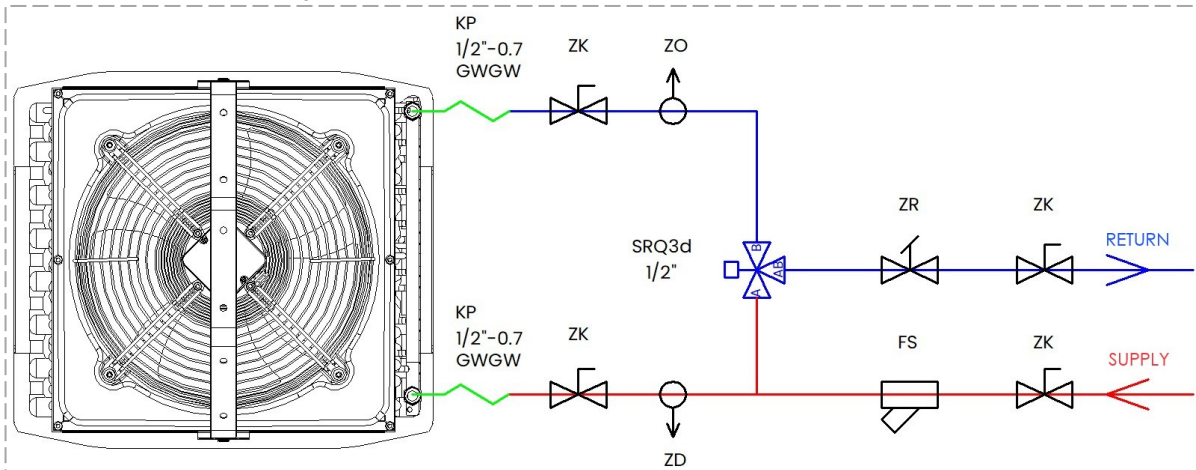 KP
1/2"-0.7
GWGW
ZK
ZO
SRQ3d
1/2"
B
AB
A
ZR
ZK
RETURN
KP
1/2"-0.7
GWGW
ZK
ZD
FS
ZK
SUPPLY